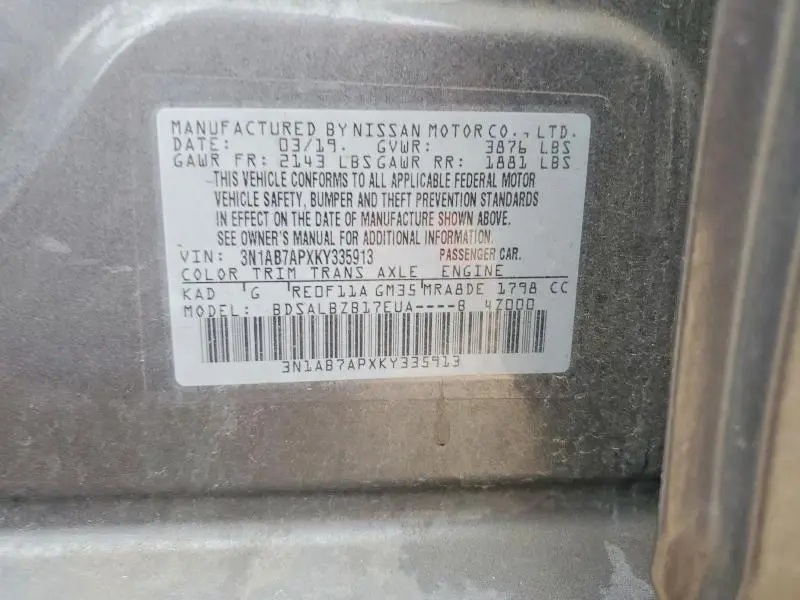 MANUFACTURED BY NISSAN MOTOR CO., LTD.
DATE: 03/19. GVWR: 3876 LBS
GAWR FR: 2143 LBS GAWR RR: 1881 LBS
THIS VEHICLE CONFORMS TO ALL APPLICABLE FEDERAL MOTOR
VEHICLE SAFETY, BUMPER AND THEFT PREVENTION STANDARDS
IN EFFECT ON THE DATE OF MANUFACTURE SHOWN ABOVE.
SEE OWNER'S MANUAL FOR ADDITIONAL INFORMATION.
VIN: 3N1AB7APXKY335913 PASSENGER CAR.
COLOR TRIM TRANS AXLE ENGINE
KAD G RE0F11A GM35 MRA8DE 1798 CC
MODEL: BDSALBZB17EUA----B 47000
3N1AB7APXKY335913